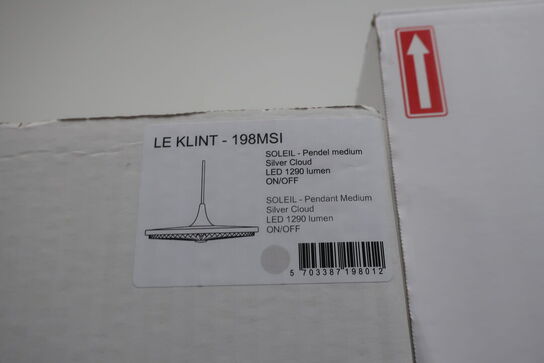 LE KLINT - 198MSI
SOLEIL - Pendel medium
Silver Cloud
LED 1290 lumen
ON/OFF
SOLEIL - Pendant Medium
Silver Cloud
LED 1290 lumen
ON/OFF
5 703387 198012